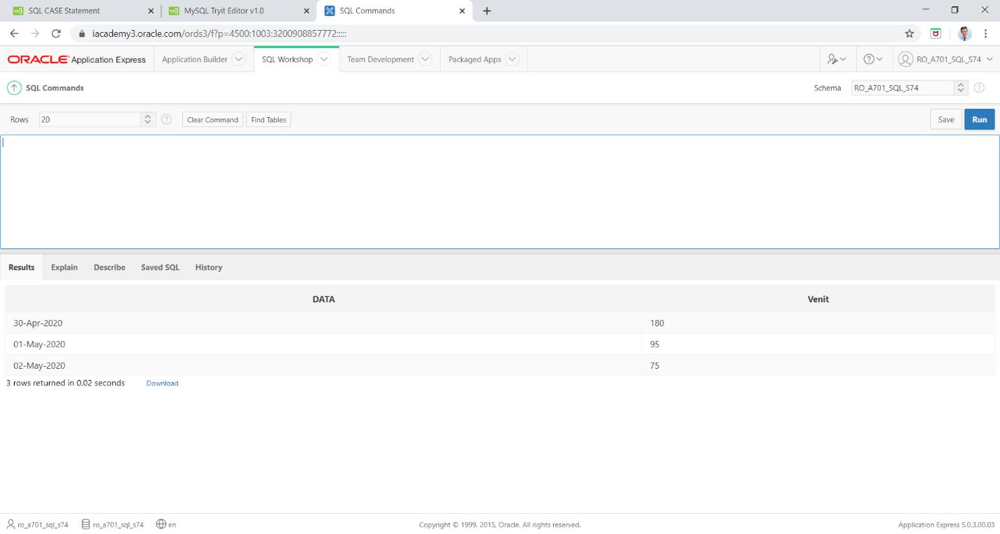 SQL CASE Statement
MySQL Tryit Editor v1.0
SQL Commands
iacademy3.oracle.com/ords3/f?p=4500:1003:3200908857772:::::
ORACLE Application Express
Application Builder
SQL Workshop
Team Development
Packaged Apps
RO_A701_SQL_S74
SQL Commands
Schema
RO_A701_SQL_S74
Rows
20
Clear Command
Find Tables
Save
Run
Results
Explain
Describe
Saved SQL
History
DATA Venit
30-Apr-2020 180
01-May-2020 95
02-May-2020 75
3 rows returned in 0.02 seconds
Download
ro_a701_sql_s74
ro_a701_sql_s74
en
Copyright © 1999, 2015, Oracle. All rights reserved.
Application Express 5.0.3.00.03